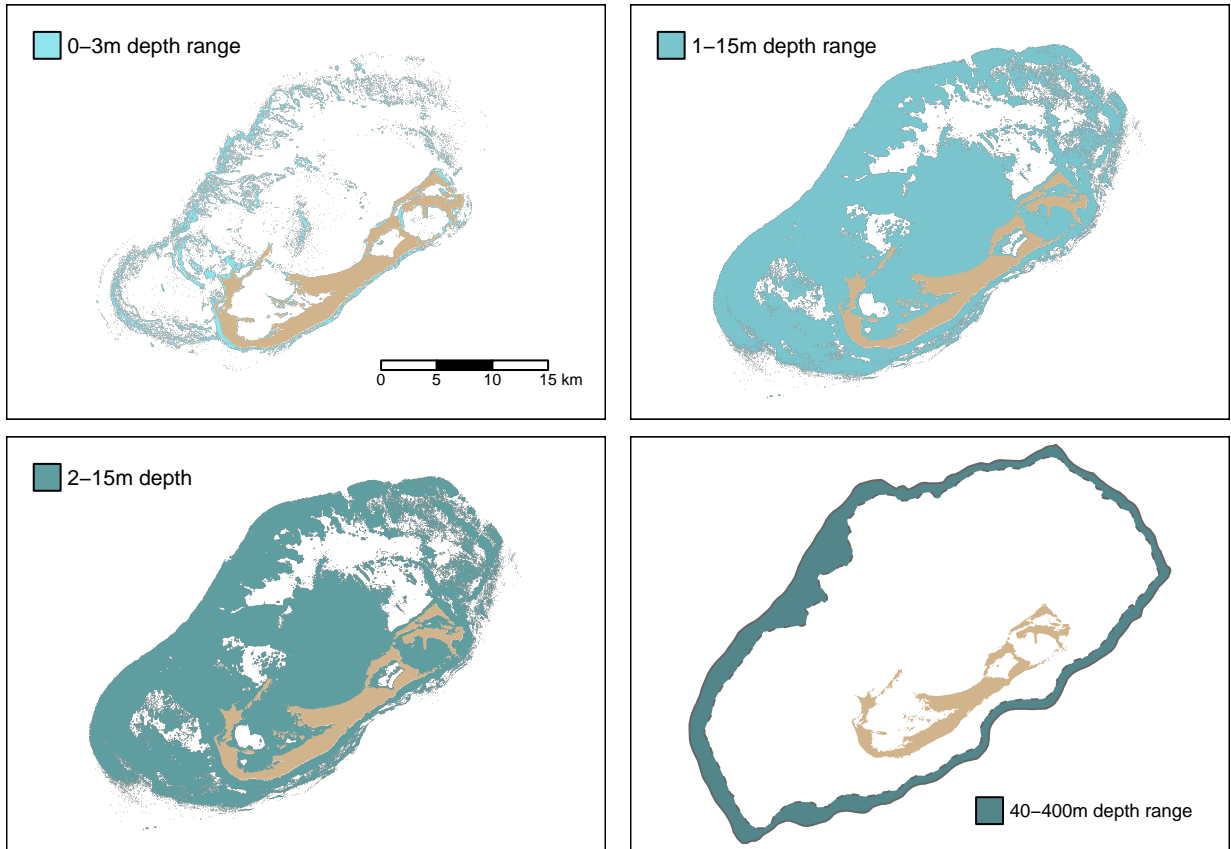 0–3m depth range
0 5 10 15 km
1–15m depth range
2–15m depth
40–400m depth range